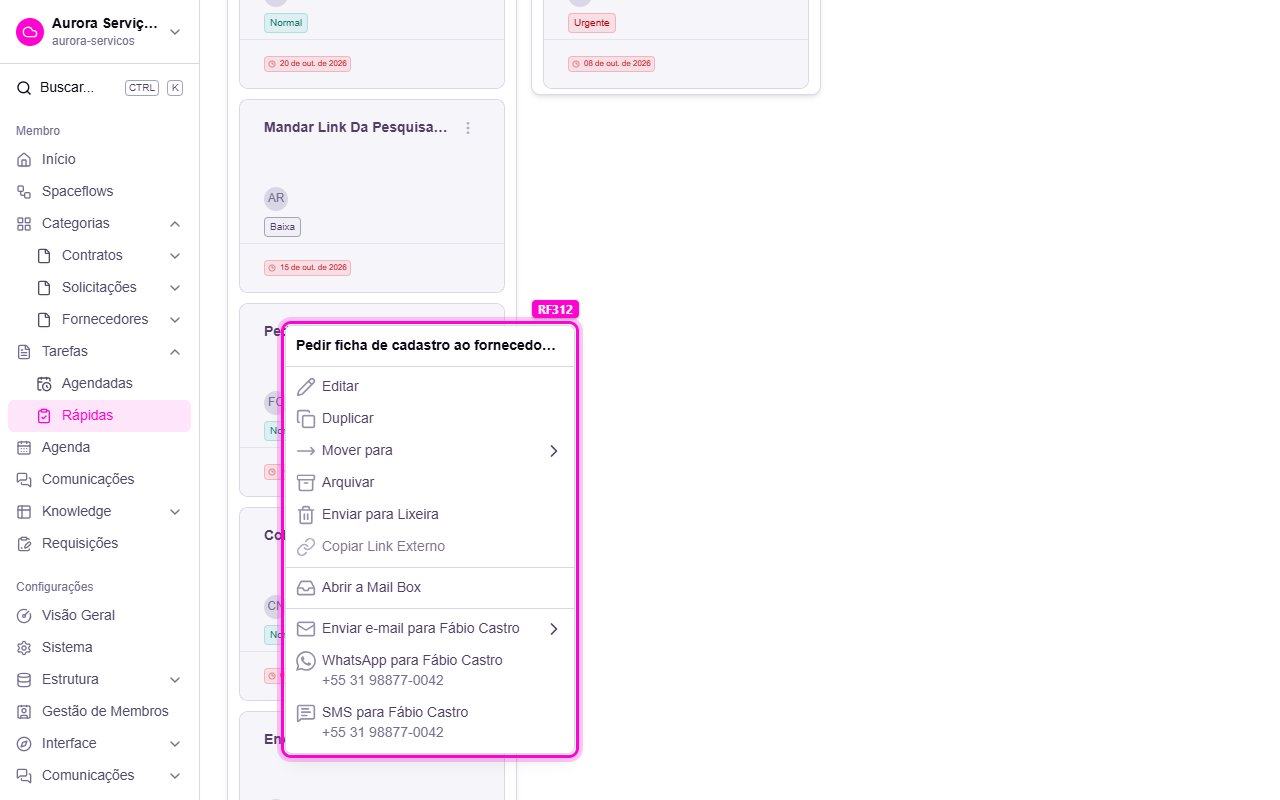 Aurora Serviç...
aurora-servicos
Buscar...
CTRL
K
Membro
Início
Spaceflows
Categorias
Contratos
Solicitações
Fornecedores
Tarefas
Agendadas
Rápidas
Agenda
Comunicações
Knowledge
Requisições
Configurações
Visão Geral
Sistema
Estrutura
Gestão de Membros
Interface
Comunicações
Normal
20 de out. de 2026
Urgente
08 de out. de 2026
Mandar Link Da Pesquisa...
AR
Baixa
15 de out. de 2026
RF312
Pedir ficha de cadastro ao fornecedo...
Editar
Duplicar
Mover para
Arquivar
Enviar para Lixeira
Copiar Link Externo
Abrir a Mail Box
Enviar e-mail para Fábio Castro
WhatsApp para Fábio Castro
+55 31 98877-0042
SMS para Fábio Castro
+55 31 98877-0042